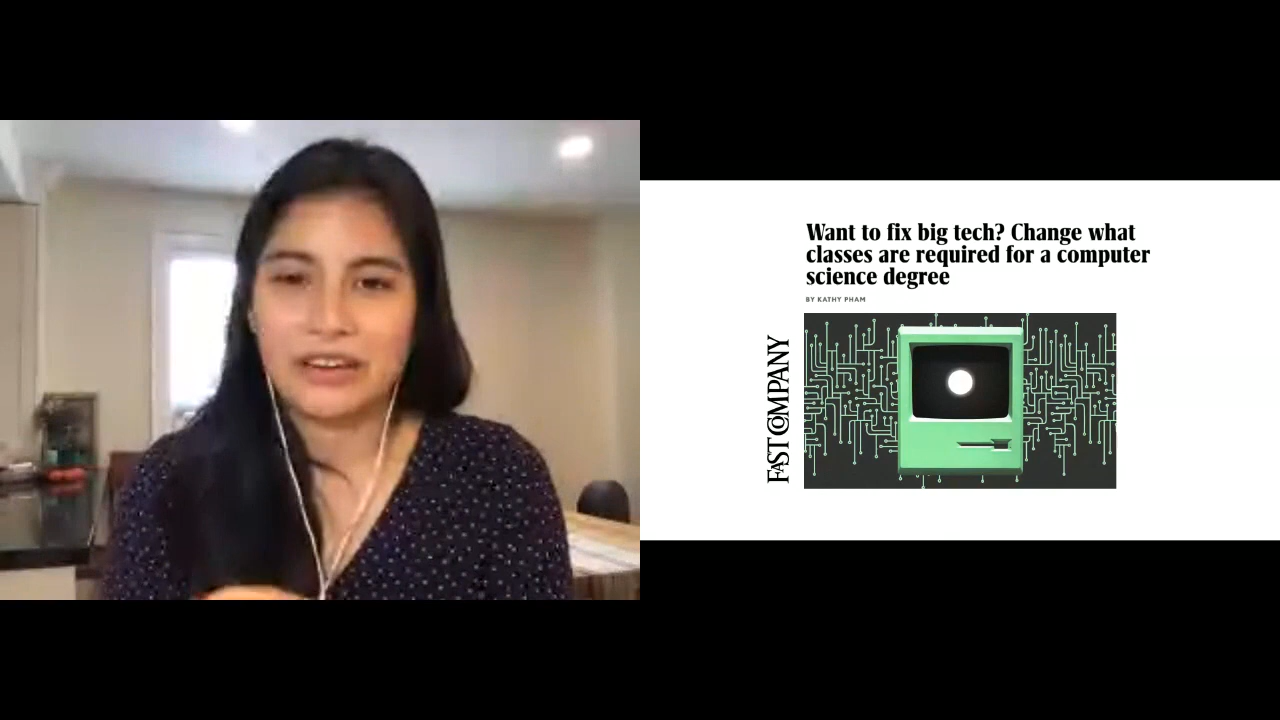 Want to fix big tech? Change what
classes are required for a computer
science degree
BY KATHY PHAM
FAST COMPANY